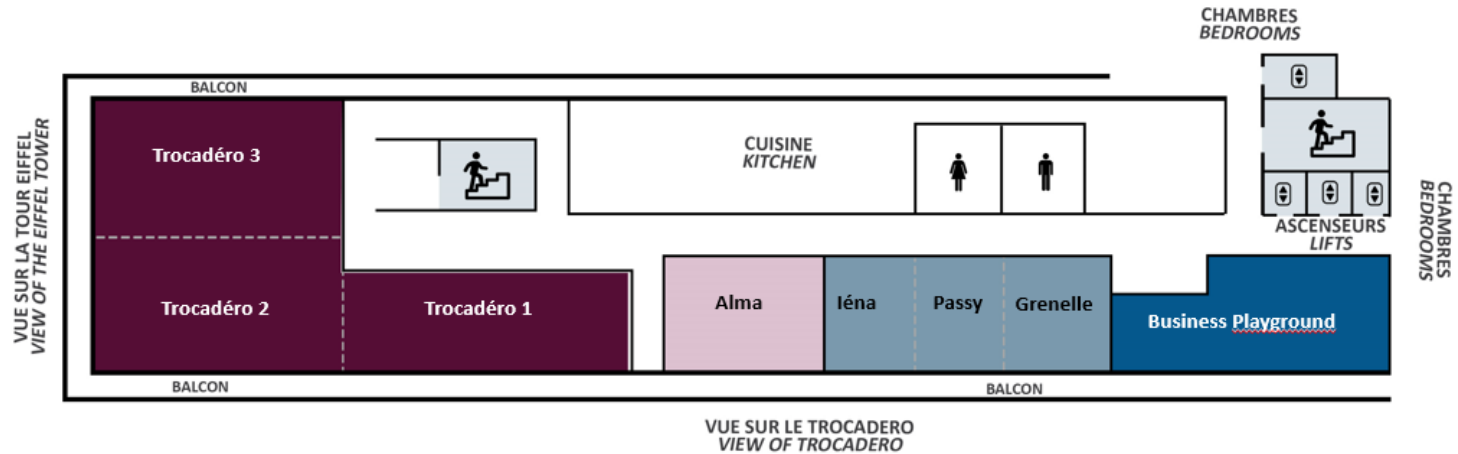 CHAMBRES
BEDROOMS
BALCON
VUE SUR LA TOUR EIFFEL
VIEW OF THE EIFFEL TOWER
Trocadéro 3
CUISINE
KITCHEN
CHAMBRES
BEDROOMS
ASCENSEURS
LIFTS
Trocadéro 2
Trocadéro 1
Alma
Iéna
Passy
Grenelle
Business Playground
BALCON
BALCON
VUE SUR LE TROCADERO
VIEW OF TROCADERO